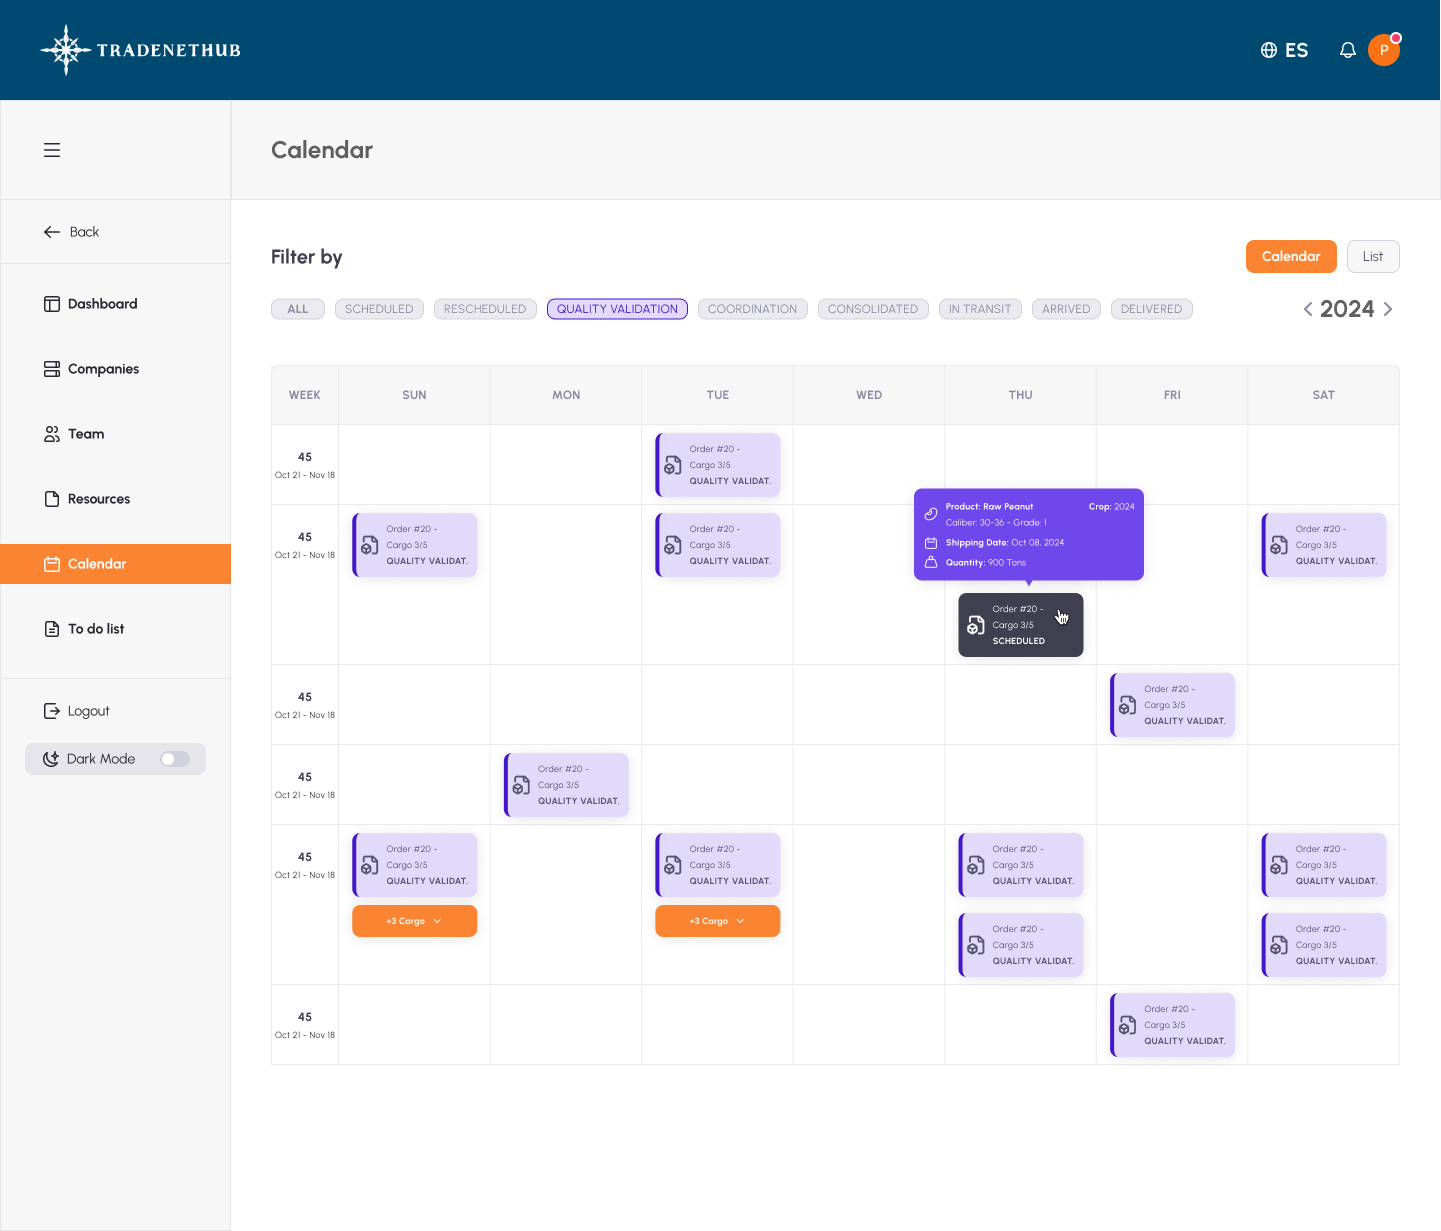 TRADENETHUB
ES
P
Calendar
Back
Dashboard
Companies
Team
Resources
Calendar
To do list
Logout
Dark Mode
Filter by
Calendar
List
ALL
SCHEDULED
RESCHEDULED
QUALITY VALIDATION
COORDINATION
CONSOLIDATED
IN TRANSIT
ARRIVED
DELIVERED
2024
WEEK
SUN
MON
TUE
WED
THU
FRI
SAT
45
Oct 21 - Nov 18
Order #20 -
Cargo 3/5
QUALITY VALIDAT.
45
Oct 21 - Nov 18
Order #20 -
Cargo 3/5
QUALITY VALIDAT.
Order #20 -
Cargo 3/5
QUALITY VALIDAT.
Product: Raw Peanut
Crop: 2024
Caliber: 30-36 - Grade: 1
Shipping Date: Oct 08, 2024
Quantity: 900 Tons
Order #20 -
Cargo 3/5
SCHEDULED
Order #20 -
Cargo 3/5
QUALITY VALIDAT.
45
Oct 21 - Nov 18
Order #20 -
Cargo 3/5
QUALITY VALIDAT.
45
Oct 21 - Nov 18
Order #20 -
Cargo 3/5
QUALITY VALIDAT.
45
Oct 21 - Nov 18
Order #20 -
Cargo 3/5
QUALITY VALIDAT.
+3 Cargo
Order #20 -
Cargo 3/5
QUALITY VALIDAT.
+3 Cargo
Order #20 -
Cargo 3/5
QUALITY VALIDAT.
Order #20 -
Cargo 3/5
QUALITY VALIDAT.
Order #20 -
Cargo 3/5
QUALITY VALIDAT.
Order #20 -
Cargo 3/5
QUALITY VALIDAT.
45
Oct 21 - Nov 18
Order #20 -
Cargo 3/5
QUALITY VALIDAT.